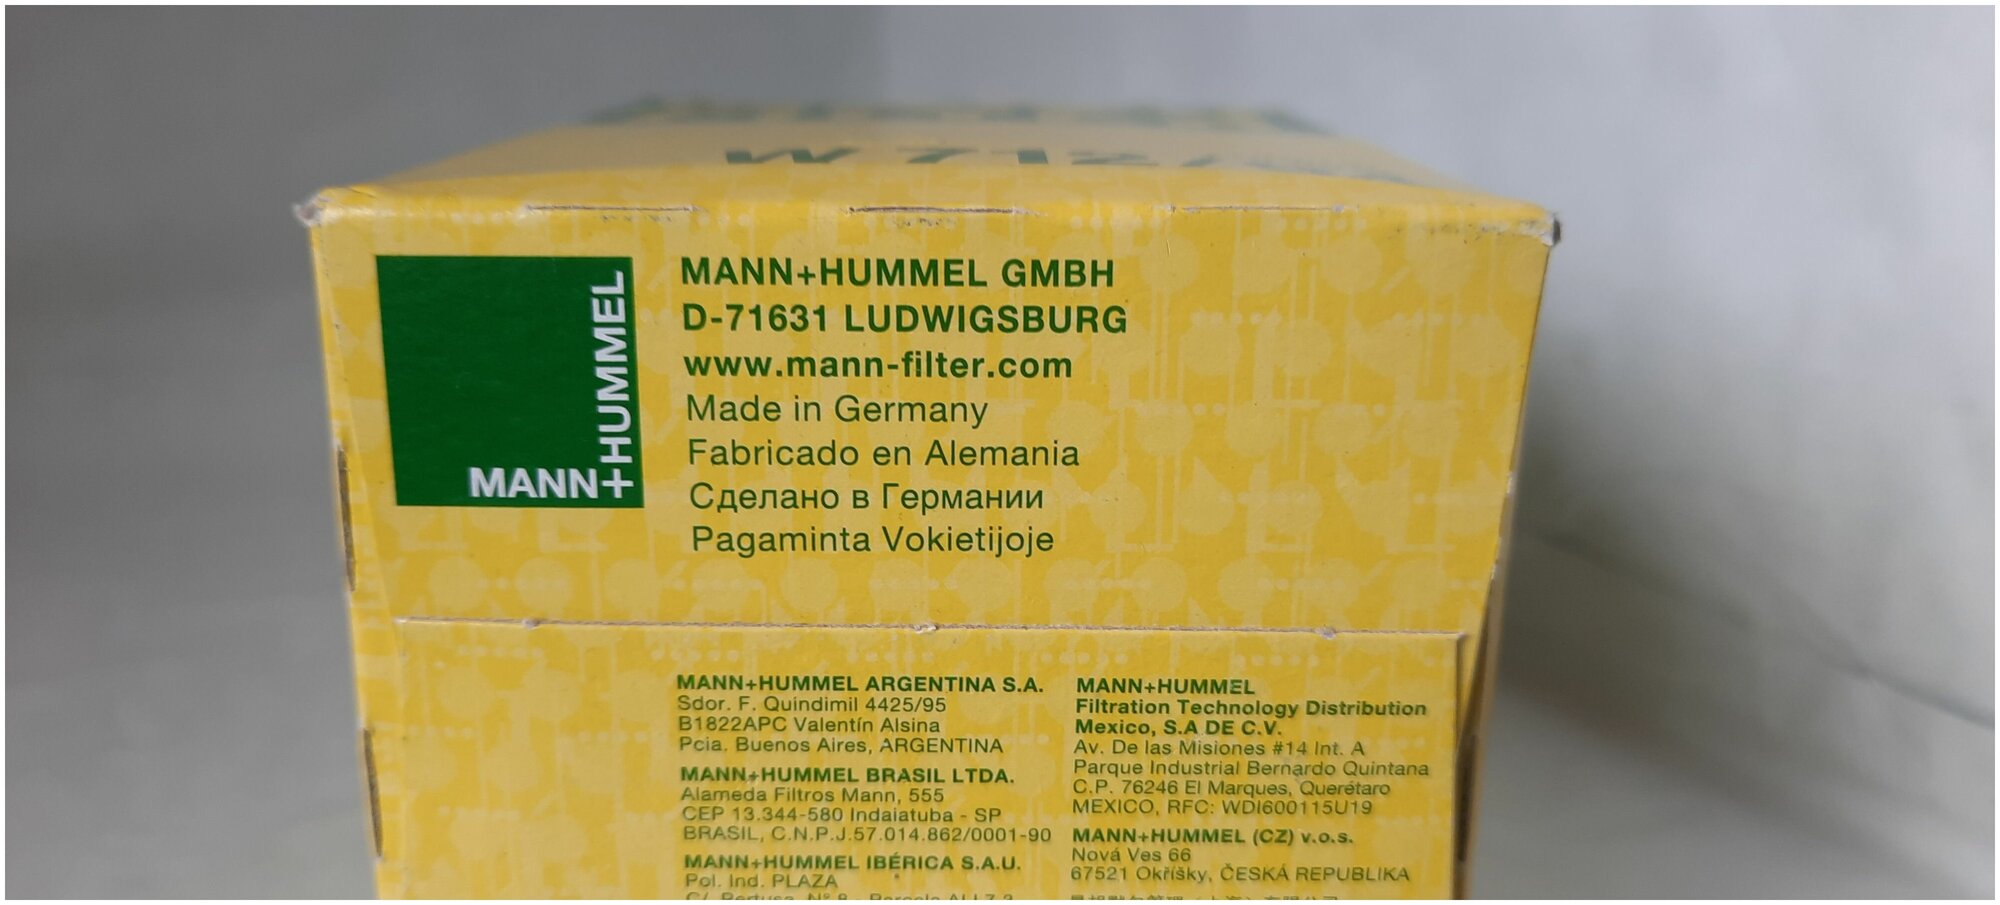 W 712/
MANN+HUMMEL
MANN+HUMMEL GMBH
D-71631 LUDWIGSBURG
www.mann-filter.com
Made in Germany
Fabricado en Alemania
Сделано в Германии
Pagaminta Vokietijoje
MANN+HUMMEL ARGENTINA S.A.
Sdor. F. Quindimil 4425/95
B1822APC Valentín Alsina
Pcia. Buenos Aires, ARGENTINA
MANN+HUMMEL BRASIL LTDA.
Alameda Filtros Mann, 555
CEP 13.344-580 Indaiatuba - SP
BRASIL, C.N.P.J.57.014.862/0001-90
MANN+HUMMEL IBÉRICA S.A.U.
Pol. Ind. PLAZA
MANN+HUMMEL
Filtration Technology Distribution
Mexico, S.A DE C.V.
Av. De las Misiones #14 Int. A
Parque Industrial Bernardo Quintana
C.P. 76246 El Marques, Querétaro
MEXICO, RFC: WDI600115U19
MANN+HUMMEL (CZ) v.o.s.
Nová Ves 66
67521 Okříšky, ČESKÁ REPUBLIKA